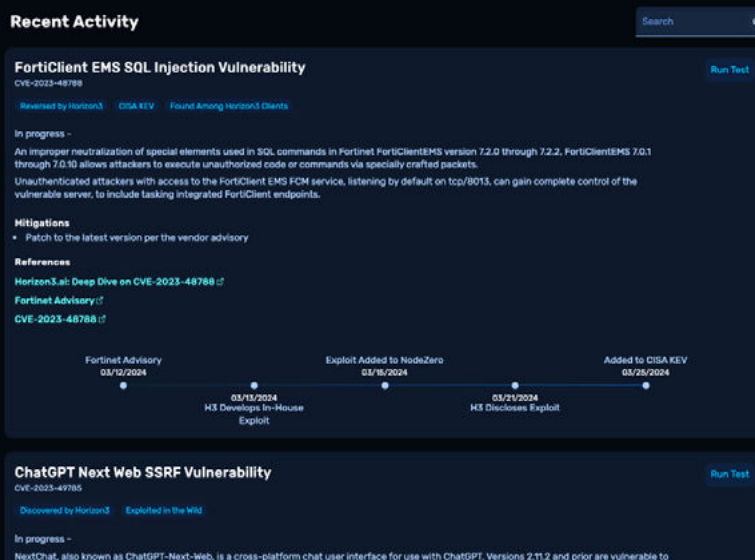 Recent Activity
Search
FortiClient EMS SQL Injection Vulnerability
Run Test
CVE-2023-48788
Reversed by Horizon3 CISA KEV Found Among Horizon3 Clients
In progress -
An improper neutralization of special elements used in SQL commands in Fortinet FortiClientEMS version 7.2.0 through 7.2.2, FortiClientEMS 7.0.1
through 7.0.10 allows attackers to execute unauthorized code or commands via specially crafted packets.
Unauthenticated attackers with access to the FortiClient EMS FCM service, listening by default on tcp/8013, can gain complete control of the
vulnerable server, to include tasking integrated FortiClient endpoints.
Mitigations
• Patch to the latest version per the vendor advisory
References
Horizon3.ai: Deep Dive on CVE-2023-48788
Fortinet Advisory
CVE-2023-48788
Fortinet Advisory
03/12/2024
03/13/2024
H3 Develops In-House
Exploit
Exploit Added to NodeZero
03/15/2024
03/21/2024
H3 Discloses Exploit
Added to CISA KEV
03/25/2024
ChatGPT Next Web SSRF Vulnerability
Run Test
CVE-2023-49785
Discovered by Horizon3 Exploited in the Wild
In progress -
NextChat, also known as ChatGPT-Next-Web, is a cross-platform chat user interface for use with ChatGPT. Versions 2.11.2 and prior are vulnerable to